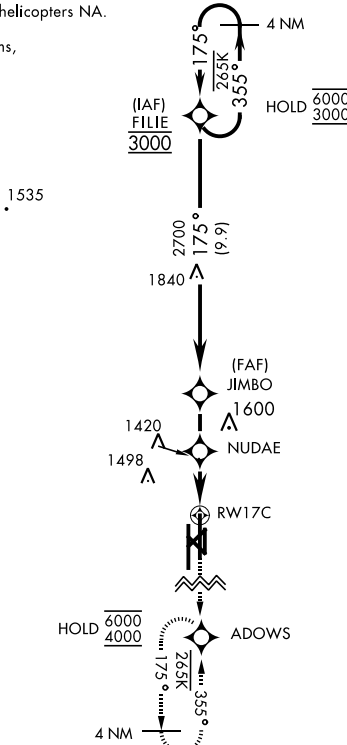 helicopters NA.
ns,
4 NM
175°
265K
355°
(IAF)
FILIE
3000
HOLD 6000
3000
1535
2700
175°
(9.9)
1840
(FAF)
JIMBO
1600
1420
NUDAE
1498
RW17C
HOLD 6000
4000
ADOWS
175°
265K
355°
4 NM